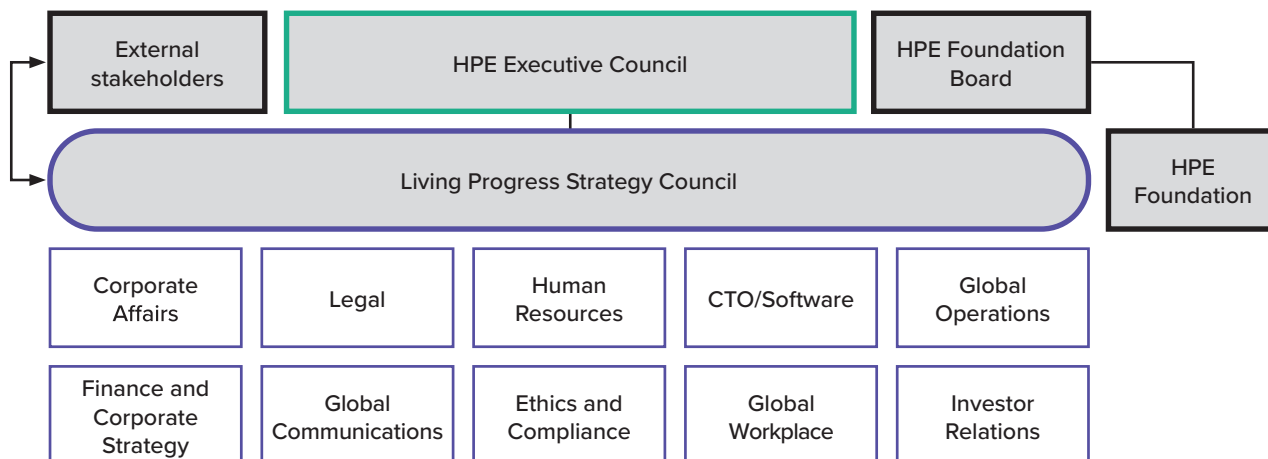 External
stakeholders
HPE Executive Council
HPE Foundation
Board
Living Progress Strategy Council
HPE
Foundation
Corporate
Affairs
Legal
Human
Resources
CTO/Software
Global
Operations
Finance and
Corporate
Strategy
Global
Communications
Ethics and
Compliance
Global
Workplace
Investor
Relations